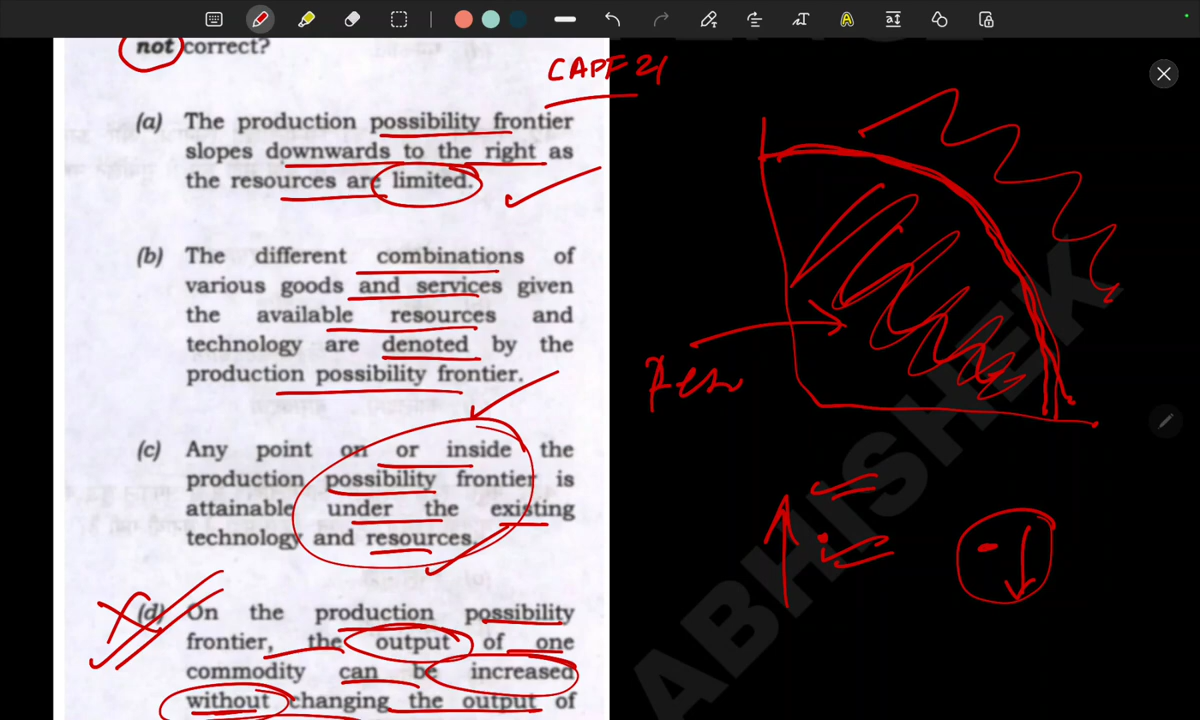 not correct?
CAPF 21
(a) The production possibility frontier
slopes downwards to the right as
the resources are limited.
(b) The different combinations of
various goods and services given
the available resources and
technology are denoted by the
production possibility frontier.
(c) Any point on or inside the
production possibility frontier is
attainable under the existing
technology and resources.
(d) On the production possibility
frontier, the output of one
commodity can be increased
without changing the output of
ABHISHEK